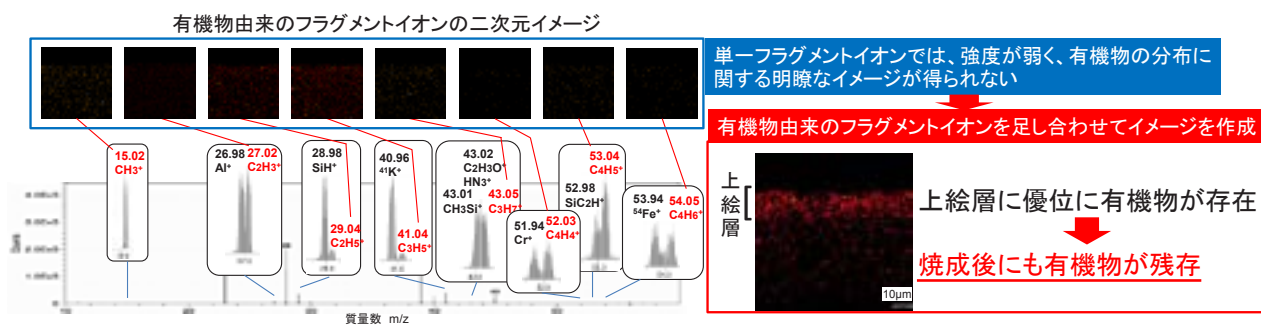 有機物由来のフラグメントイオンの二次元イメージ
単一フラグメントイオンでは、強度が弱く、有機物の分布に
関する明瞭なイメージが得られない
有機物由来のフラグメントイオンを足し合わせてイメージを作成
15.02
CH3+
26.98
Al+
27.02
C2H3+
28.98
SiH+
29.04
C2H5+
40.96
41K+
41.04
C3H5+
43.02
C2H3O+
HN3+
43.01
CH3Si+
43.05
C3H7+
51.94
Cr+
52.03
C4H4+
53.04
C4H5+
52.98
SiC2H+
53.94
54Fe+
54.05
C4H6+
質量数 m/z
上絵層
10μm
上絵層に優位に有機物が存在
焼成後にも有機物が残存